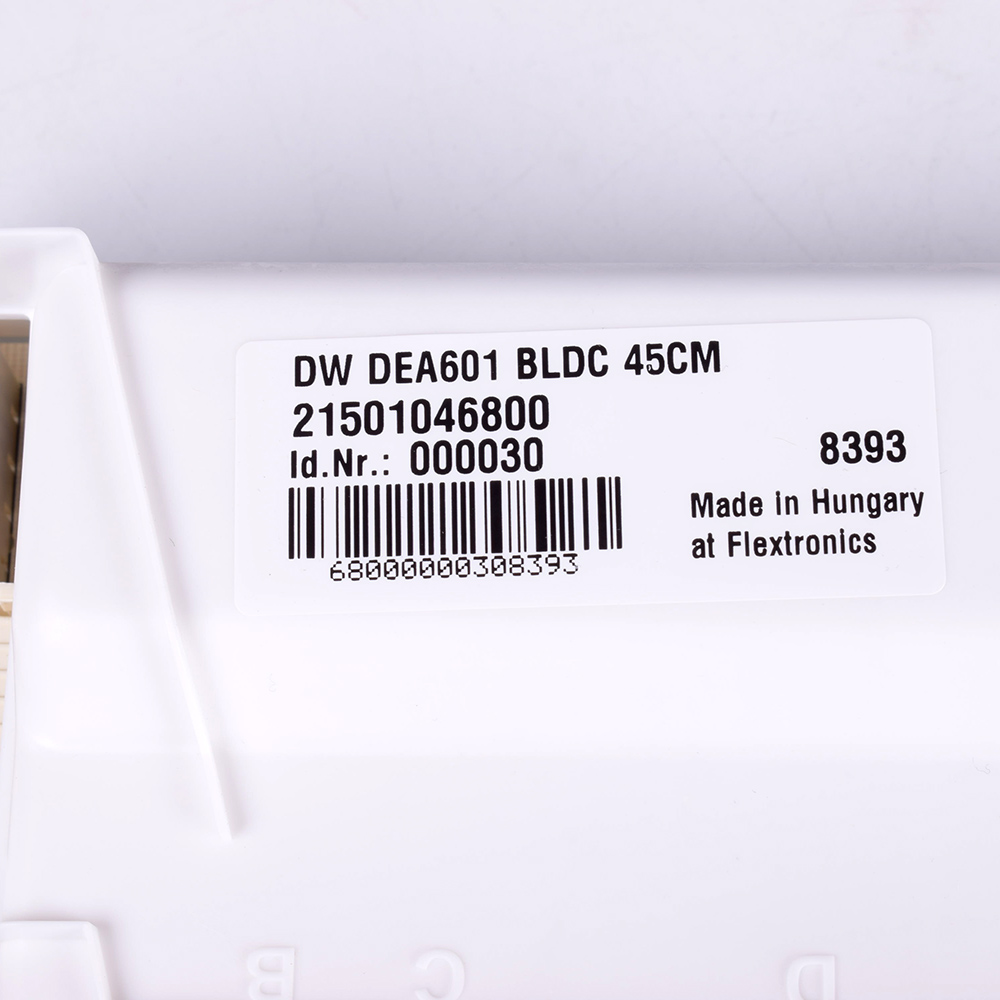 DW DEA601 BLDC 45CM
21501046800
Id.Nr.: 000030
8393
68000000308393
Made in Hungary
at Flextronics
B
C
D